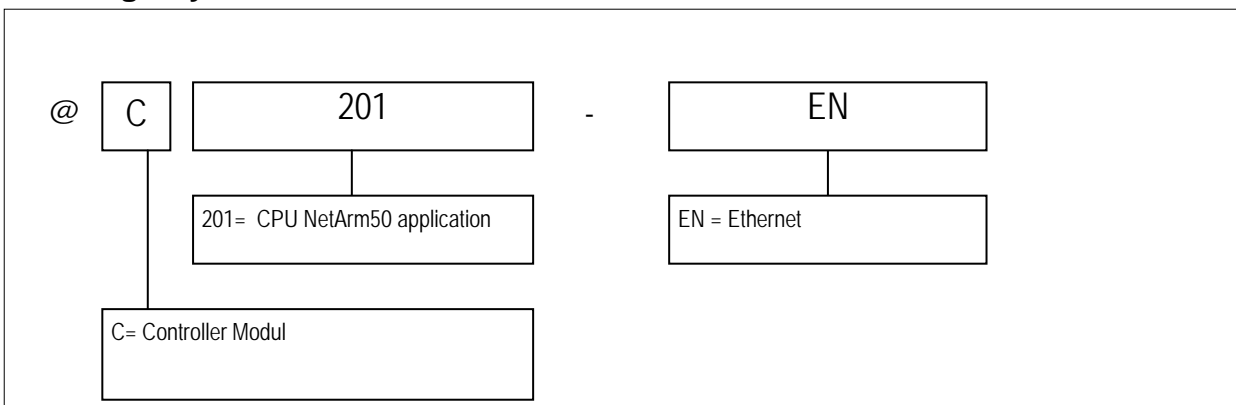 @ C 201 - EN
201= CPU NetArm50 application
EN = Ethernet
C= Controller Modul